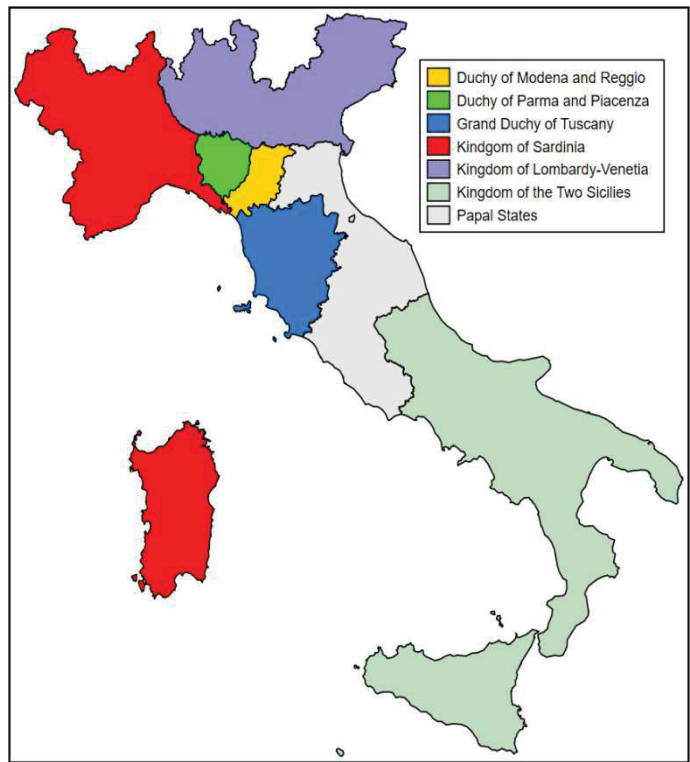 Duchy of Modena and Reggio
Duchy of Parma and Piacenza
Grand Duchy of Tuscany
Kindgom of Sardinia
Kingdom of Lombardy-Venetia
Kingdom of the Two Sicilies
Papal States